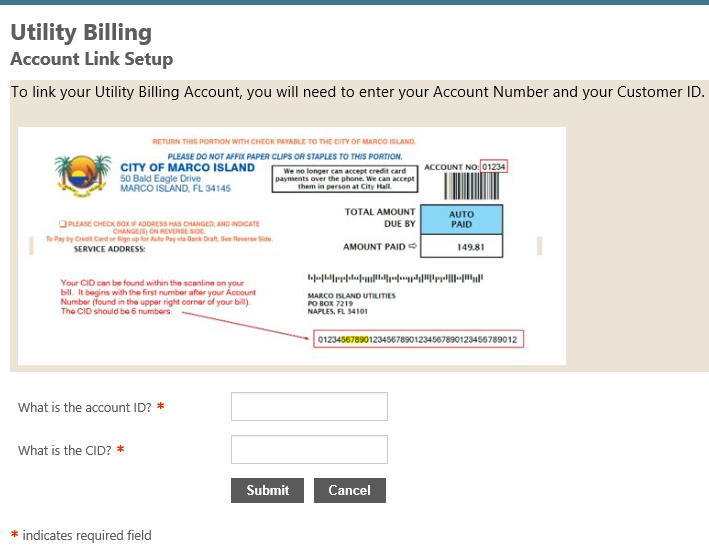 Utility Billing
Account Link Setup
To link your Utility Billing Account, you will need to enter your Account Number and your Customer ID.
RETURN THIS PORTION WITH CHECK PAYABLE TO THE CITY OF MARCO ISLAND.
PLEASE DO NOT AFFIX PAPER CLIPS OR STAPLES TO THIS PORTION.
CITY OF MARCO ISLAND
50 Bald Eagle Drive
MARCO ISLAND, FL 34145
We no longer can accept credit card
payments over the phone. We can accept
them in person at City Hall.
ACCOUNT NO: 01234
TOTAL AMOUNT
DUE BY
AUTO
PAID
PLEASE CHECK BOX IF ADDRESS HAS CHANGED, AND INDICATE
CHANGE(S) ON REVERSE SIDE.
To Pay by Credit Card or Sign up for Auto Pay via Bank Draft, See Reverse Side.
SERVICE ADDRESS:
AMOUNT PAID ⇨ 149.81
Your CID can be found within the scanline on your
bill. It begins with the first number after your Account
Number (found in the upper right corner of your bill).
The CID should be 6 numbers.
MARCO ISLAND UTILITIES
PO BOX 7219
NAPLES, FL 34101
0123456789012345678901234567890123456789012
What is the account ID? *
What is the CID? *
Submit Cancel
* indicates required field